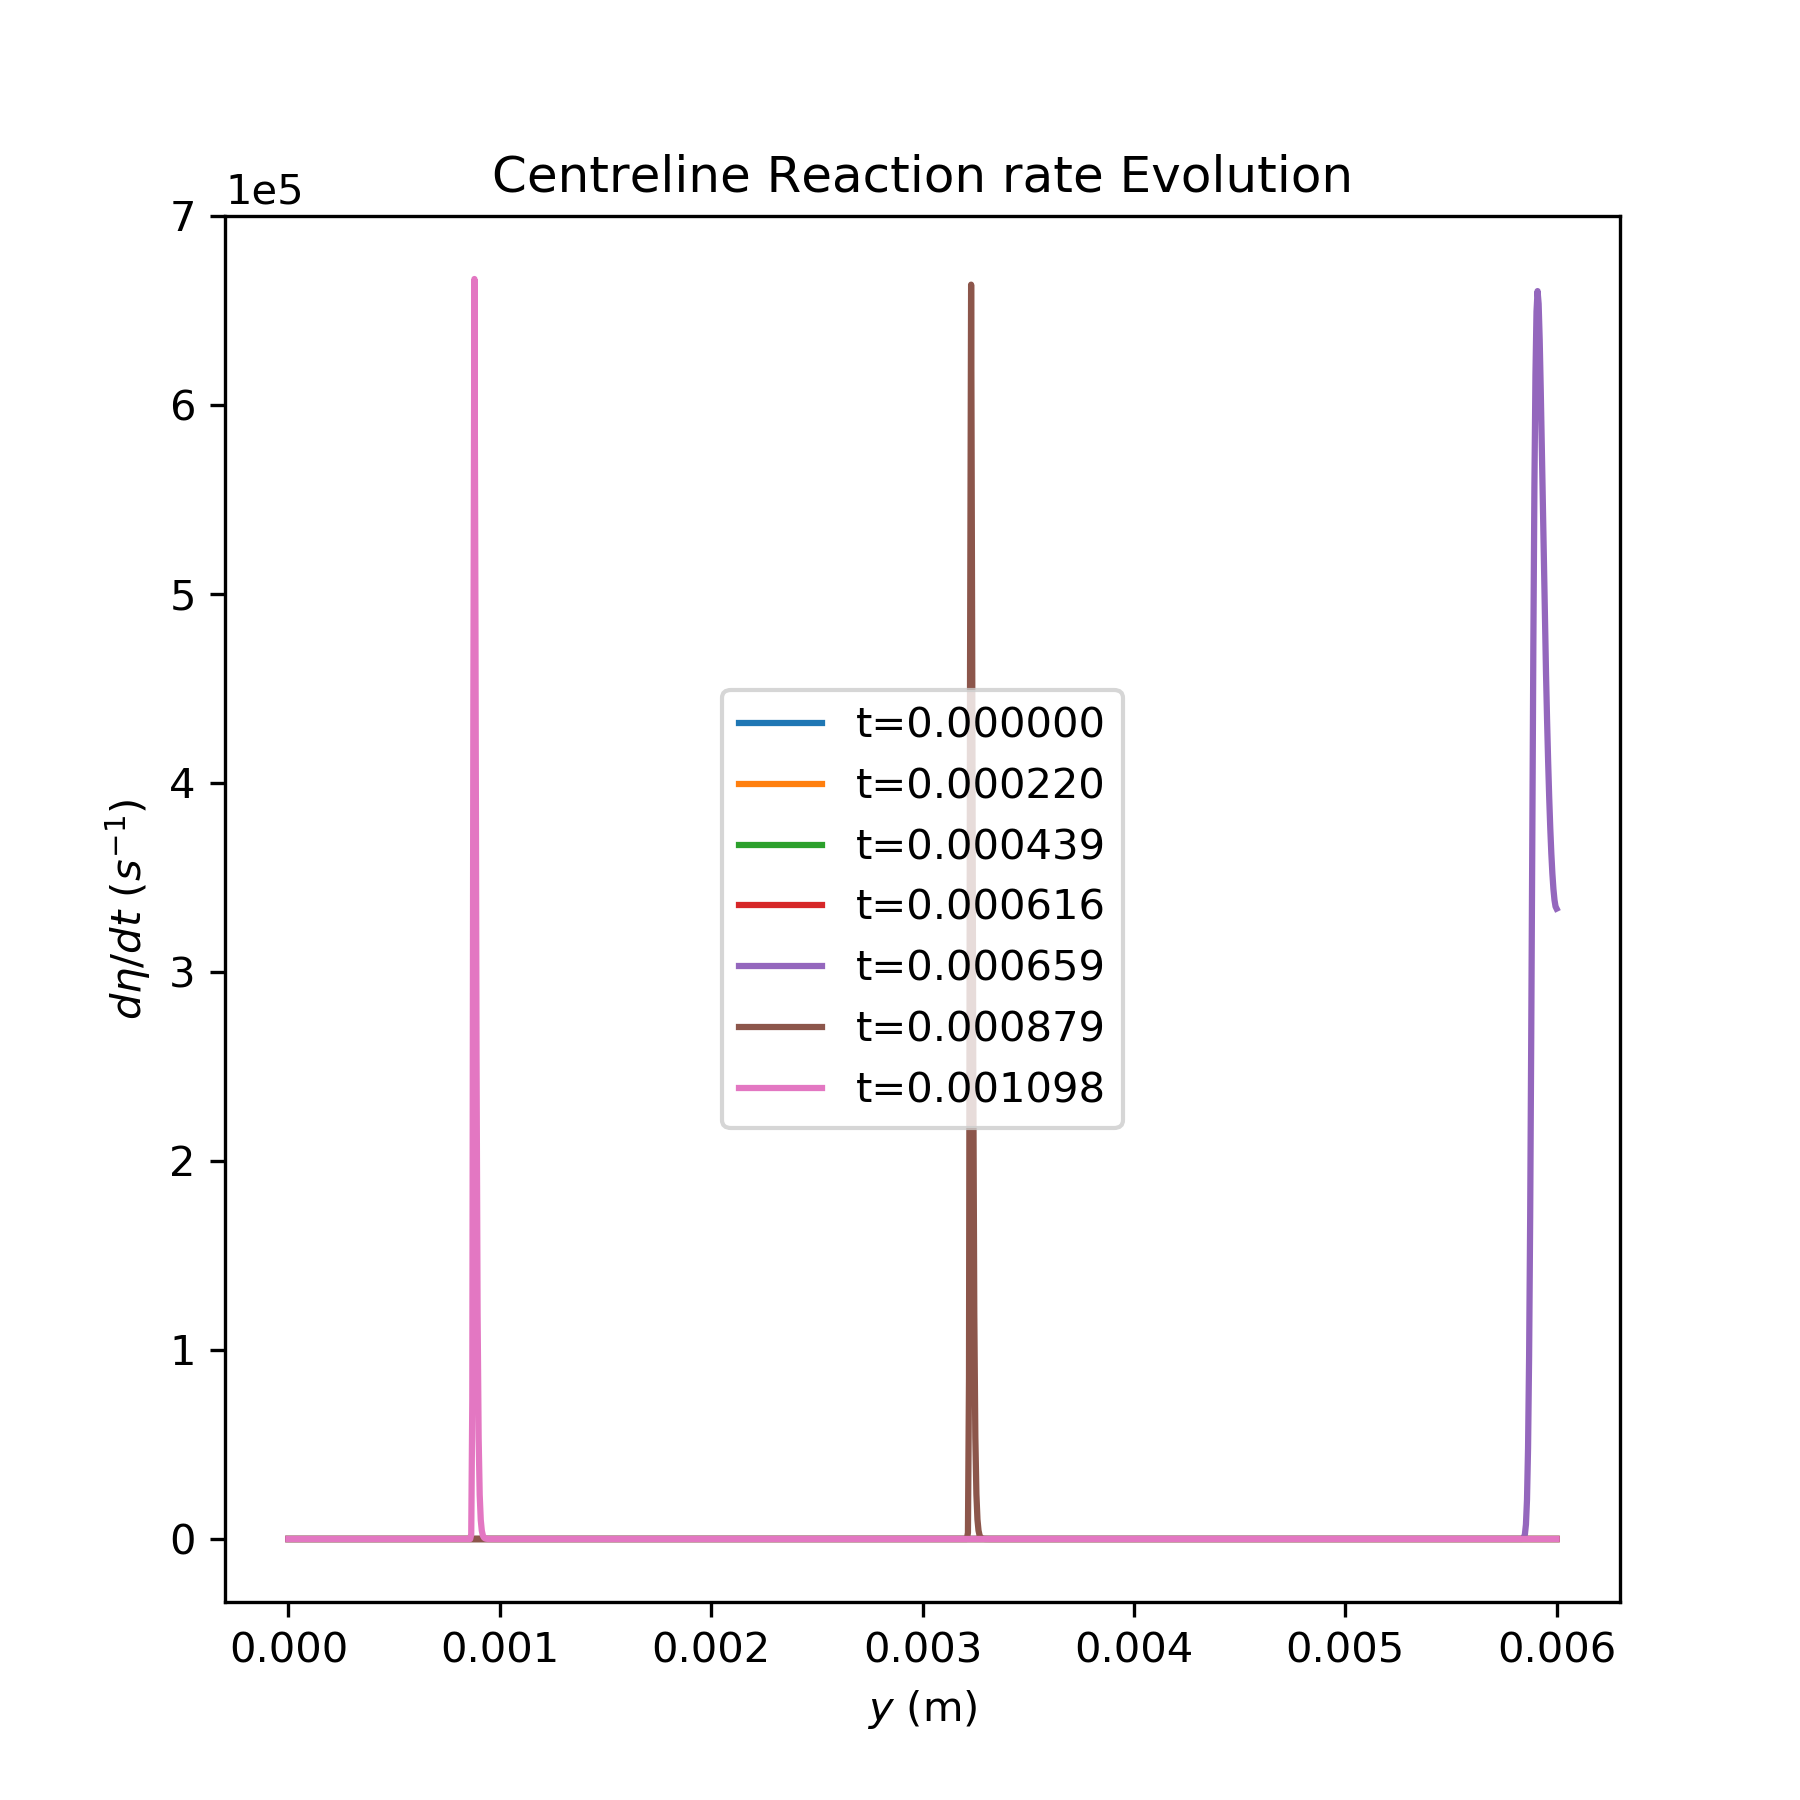 Centreline Reaction rate Evolution
1e5
7
6
5
4
3
2
1
0
dη/dt (s⁻¹)
t=0.000000
t=0.000220
t=0.000439
t=0.000616
t=0.000659
t=0.000879
t=0.001098
0.000 0.001 0.002 0.003 0.004 0.005 0.006
y (m)